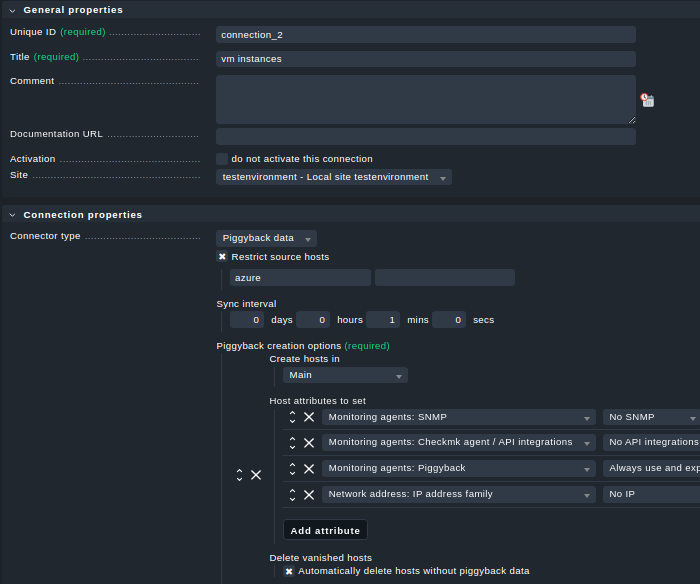 General properties
Unique ID (required)
connection_2
Title (required)
vm instances
Comment
Documentation URL
Activation
do not activate this connection
Site
testenvironment - Local site testenvironment
Connection properties
Connector type
Piggyback data
Restrict source hosts
azure
Sync interval
0 days 0 hours 1 mins 0 secs
Piggyback creation options (required)
Create hosts in
Main
Host attributes to set
Monitoring agents: SNMP No SNMP
Monitoring agents: Checkmk agent / API integrations No API integrations
Monitoring agents: Piggyback Always use and exp
Network address: IP address family No IP
Add attribute
Delete vanished hosts
Automatically delete hosts without piggyback data